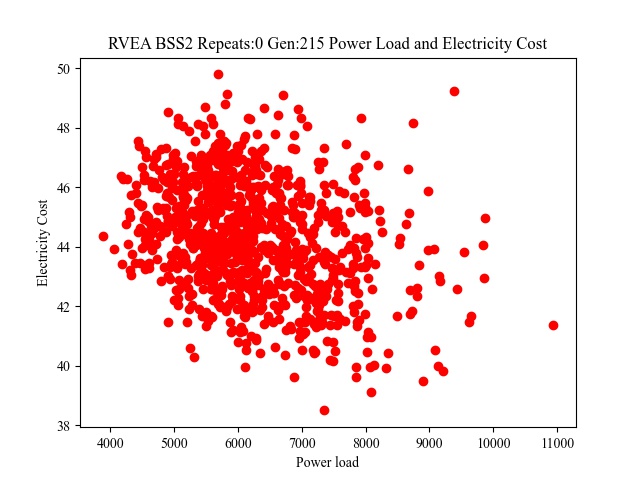 RVEA BSS2 Repeats:0 Gen:215 Power Load and Electricity Cost
50
48
46
44
42
40
38
Electricity Cost
4000 5000 6000 7000 8000 9000 10000 11000
Power load